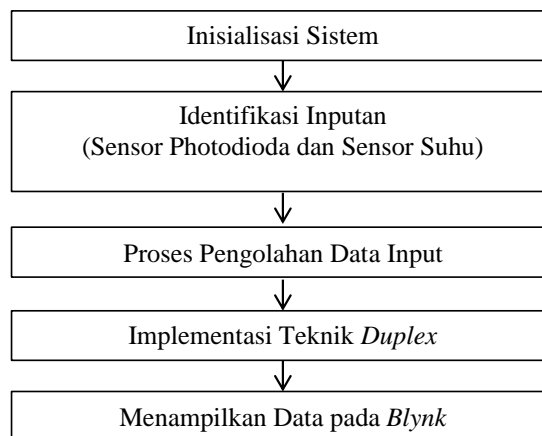 Inisialisasi Sistem
Identifikasi Inputan
(Sensor Photodioda dan Sensor Suhu)
Proses Pengolahan Data Input
Implementasi Teknik Duplex
Menampilkan Data pada Blynk